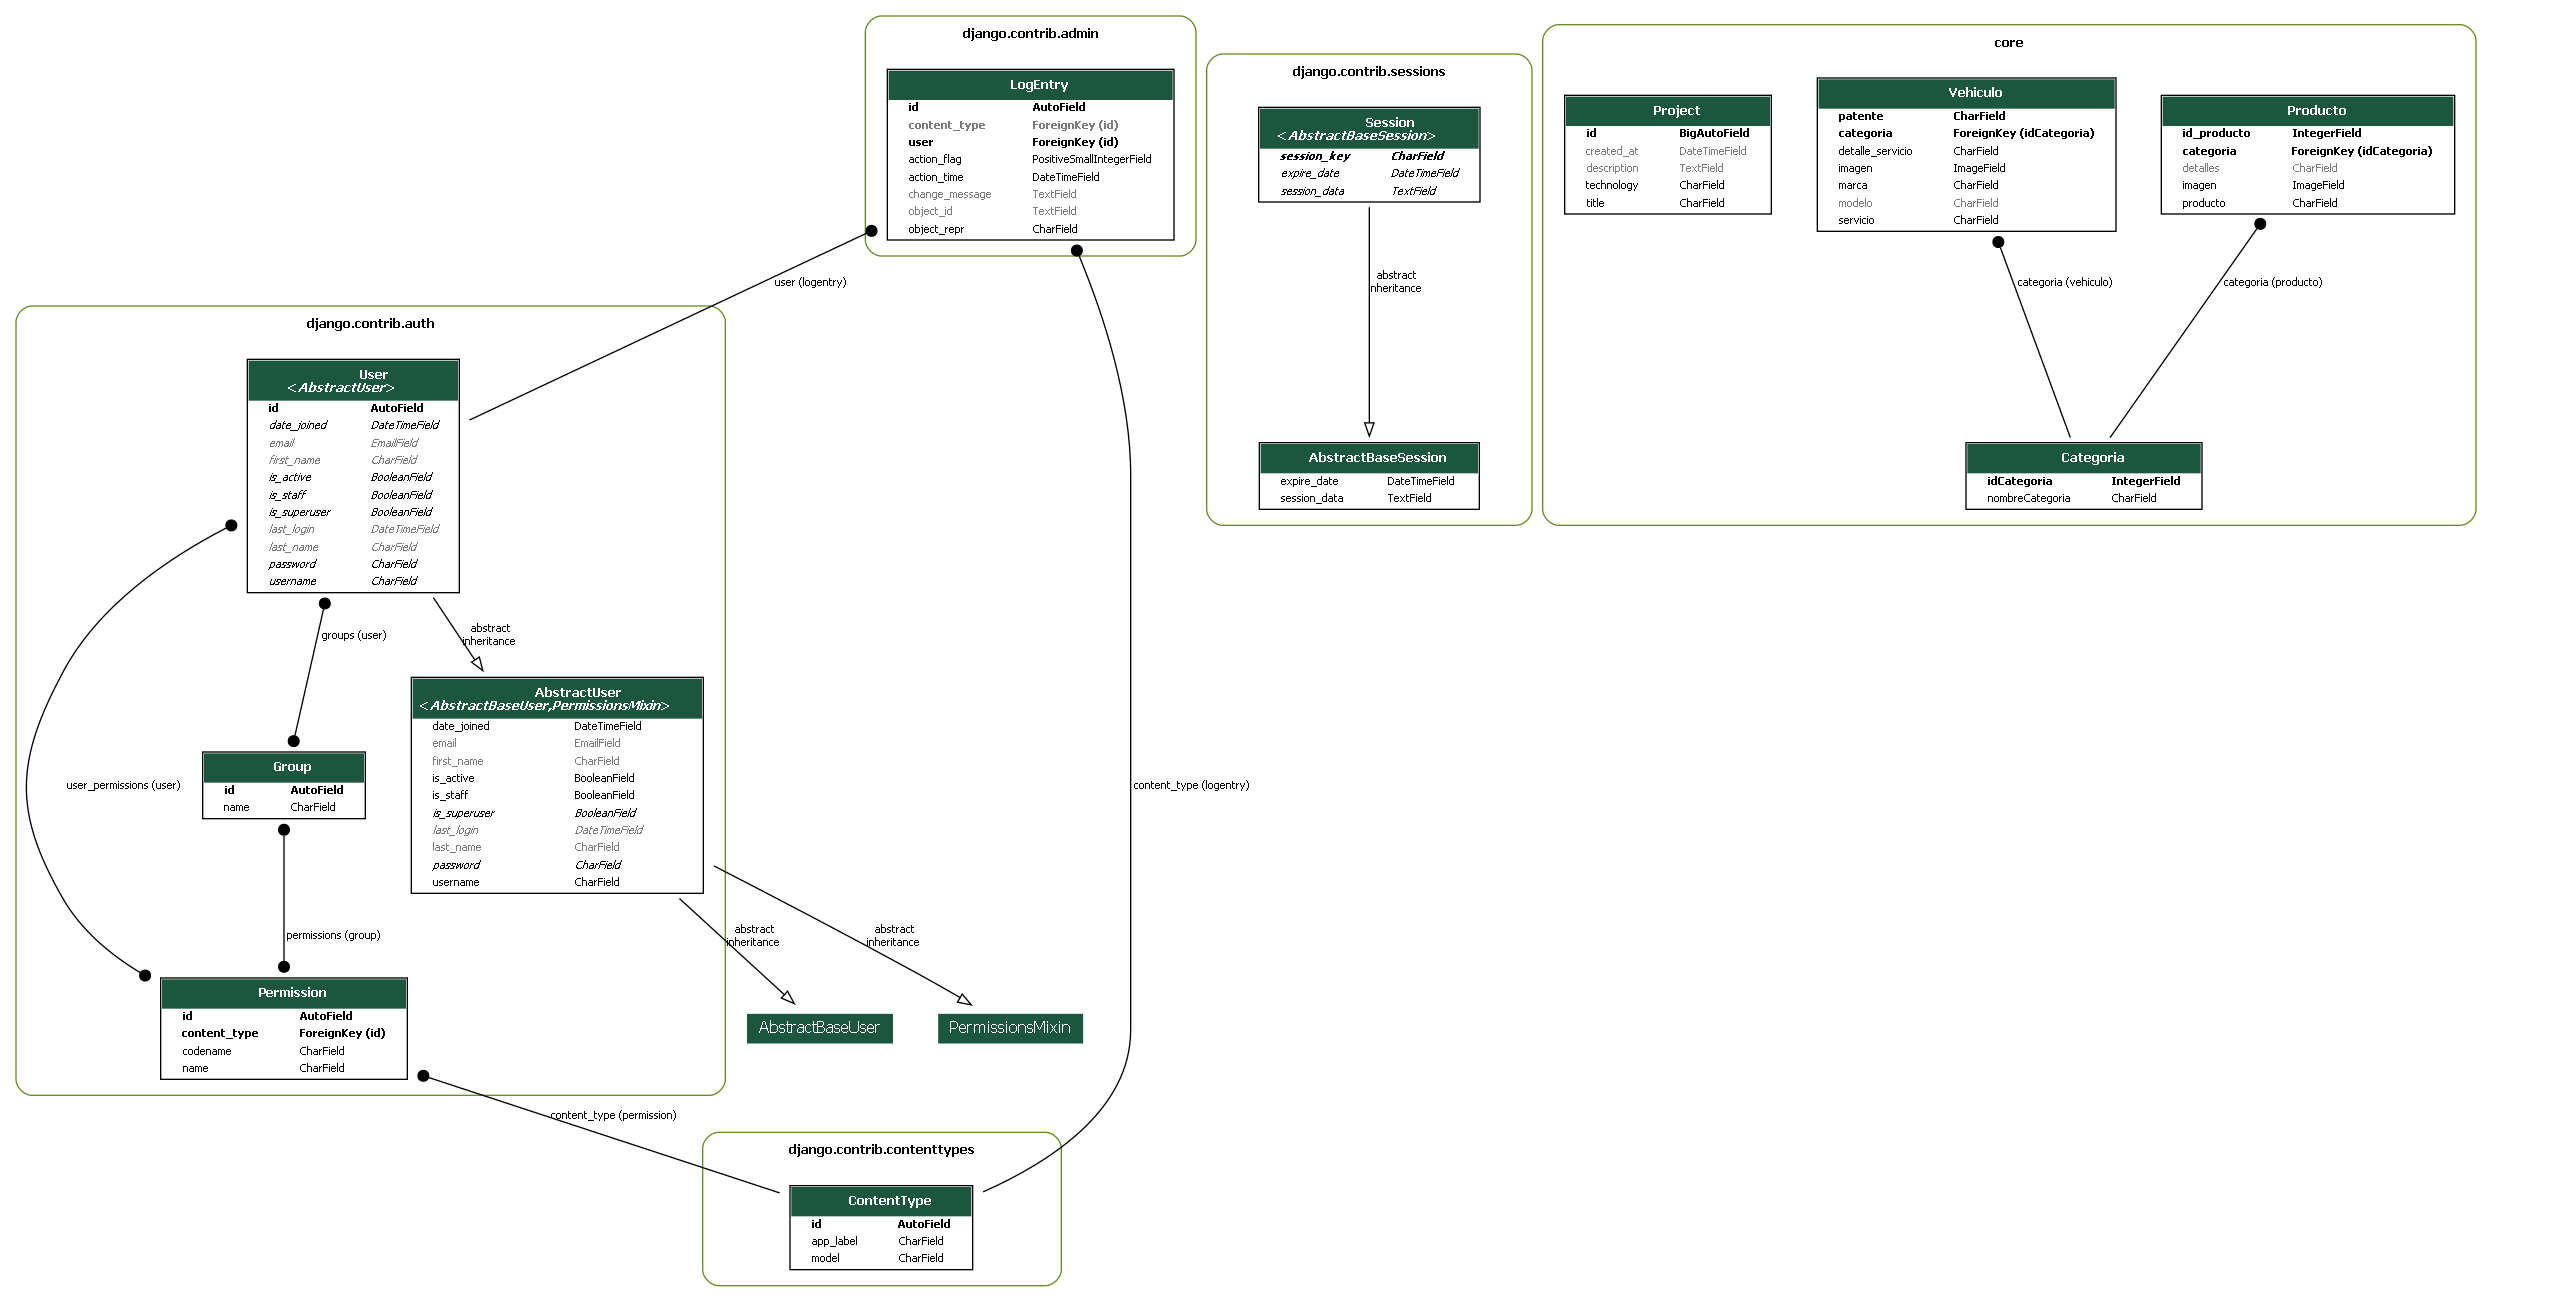 django.contrib.admin
LogEntry
id AutoField
content_type ForeignKey (id)
user ForeignKey (id)
action_flag PositiveSmallIntegerField
action_time DateTimeField
change_message TextField
object_id TextField
object_repr CharField
django.contrib.sessions
Session
<AbstractBaseSession>
session_key CharField
expire_date DateTimeField
session_data TextField
abstract
inheritance
AbstractBaseSession
expire_date DateTimeField
session_data TextField
core
Project
id BigAutoField
created_at DateTimeField
description TextField
technology CharField
title CharField
Vehiculo
patente CharField
categoria ForeignKey (idCategoria)
detalle_servicio CharField
imagen ImageField
marca CharField
modelo CharField
servicio CharField
Producto
id_producto IntegerField
categoria ForeignKey (idCategoria)
detalles CharField
imagen ImageField
producto CharField
categoria (vehiculo)
categoria (producto)
Categoria
idCategoria IntegerField
nombreCategoria CharField
user (logentry)
django.contrib.auth
User
<AbstractUser>
id AutoField
date_joined DateTimeField
email EmailField
first_name CharField
is_active BooleanField
is_staff BooleanField
is_superuser BooleanField
last_login DateTimeField
last_name CharField
password CharField
username CharField
groups (user)
abstract
inheritance
AbstractUser
<AbstractBaseUser,PermissionsMixin>
date_joined DateTimeField
email EmailField
first_name CharField
is_active BooleanField
is_staff BooleanField
is_superuser BooleanField
last_login DateTimeField
last_name CharField
password CharField
username CharField
Group
id AutoField
name CharField
user_permissions (user)
content_type (logentry)
permissions (group)
abstract
inheritance
abstract
inheritance
Permission
id AutoField
content_type ForeignKey (id)
codename CharField
name CharField
AbstractBaseUser
PermissionsMixin
content_type (permission)
django.contrib.contenttypes
ContentType
id AutoField
app_label CharField
model CharField